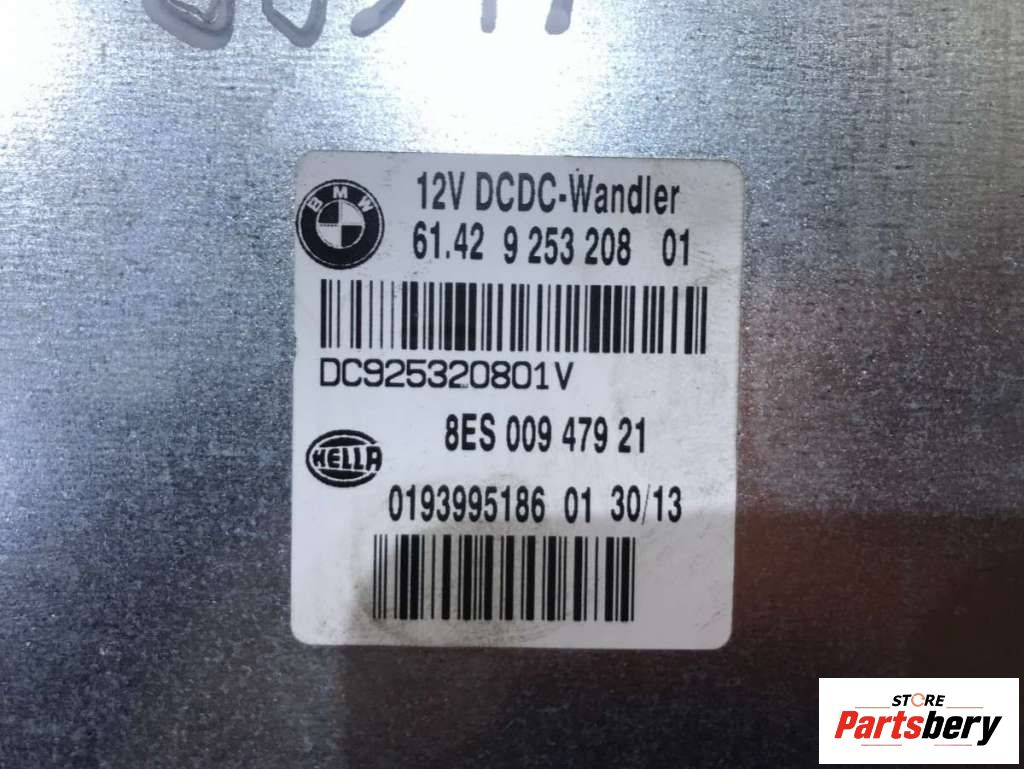 BMW
12V DCDC-Wandler
61.42 9 253 208 01
DC925320801V
8ES 009 479 21
HELLA
0193995186 01 30/13
STORE
Partsbery